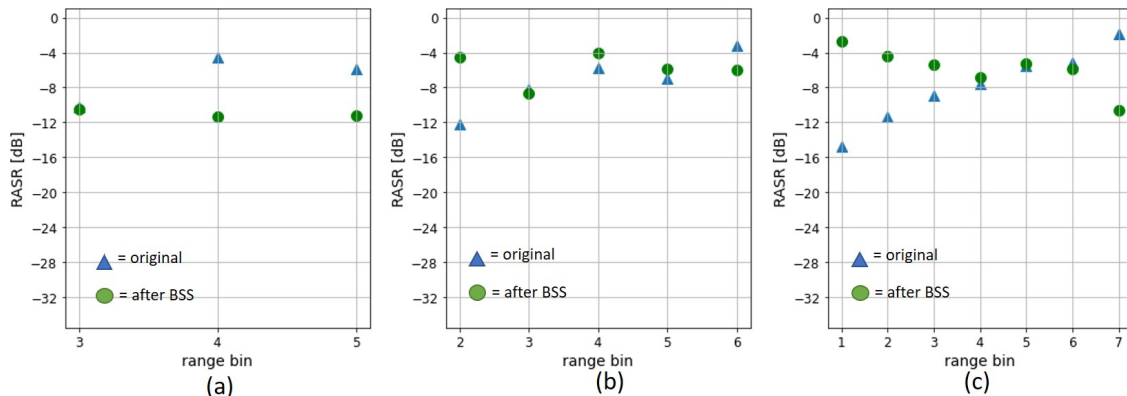 0
−4
−8
−12
−16
−20
−24
−28
−32
RASR [dB]
= original
= after BSS
3 4 5
range bin
(a)
0
−4
−8
−12
−16
−20
−24
−28
−32
RASR [dB]
= original
= after BSS
2 3 4 5 6
range bin
(b)
0
−4
−8
−12
−16
−20
−24
−28
−32
RASR [dB]
= original
= after BSS
1 2 3 4 5 6 7
range bin
(c)